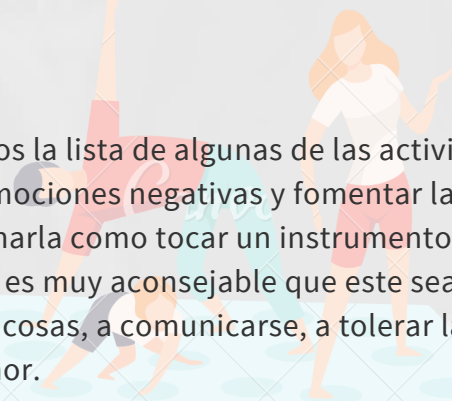 os la lista de algunas de las activi
mociones negativas y fomentar la
narla como tocar un instrumento
es muy aconsejable que este sea
cosas, a comunicarse, a tolerar l
or.